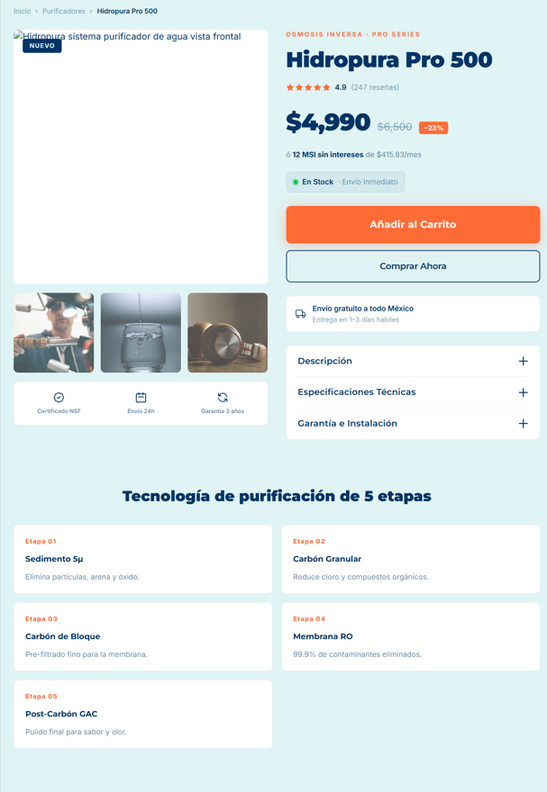 Inicio › Purificadores › Hidropura Pro 500
Hidropura sistema purificador de agua vista frontal
NUEVO
Certificado NSF
Envío 24h
Garantía 3 años
OSMOSIS INVERSA · PRO SERIES
Hidropura Pro 500
★★★★★ 4.9 (247 reseñas)
$4,990 $6,500 −23%
ó 12 MSI sin intereses de $415.83/mes
En Stock · Envío Inmediato
Añadir al Carrito
Comprar Ahora
Envío gratuito a todo México
Entrega en 1–3 días hábiles
Descripción
Especificaciones Técnicas
Garantía e Instalación
Tecnología de purificación de 5 etapas
Etapa 01
Sedimento 5μ
Elimina partículas, arena y óxido.
Etapa 02
Carbón Granular
Reduce cloro y compuestos orgánicos.
Etapa 03
Carbón de Bloque
Pre-filtrado fino para la membrana.
Etapa 04
Membrana RO
99.9% de contaminantes eliminados.
Etapa 05
Post-Carbón GAC
Pulido final para sabor y olor.